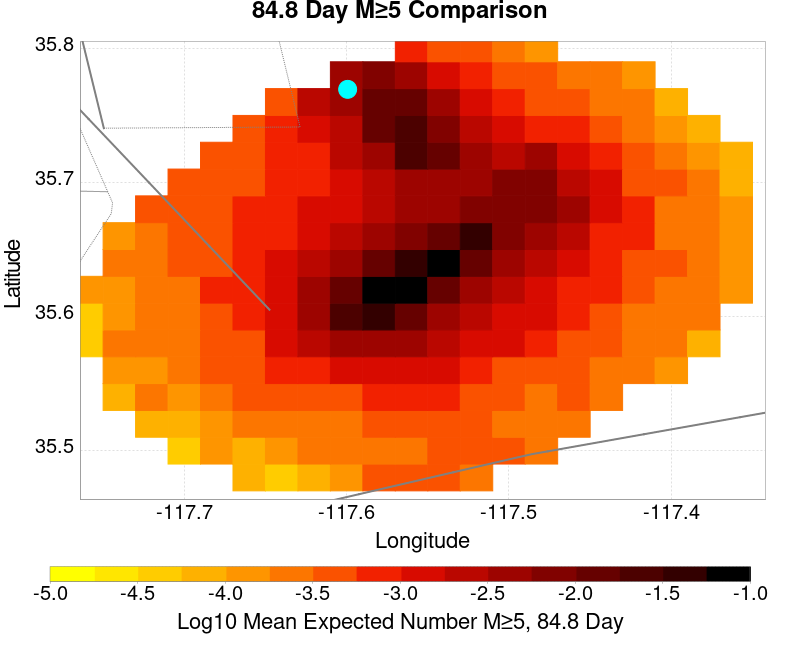 84.8 Day M≥5 Comparison
35.8
35.7
35.6
35.5
Latitude
-117.7 -117.6 -117.5 -117.4
Longitude
-5.0 -4.5 -4.0 -3.5 -3.0 -2.5 -2.0 -1.5 -1.0
Log10 Mean Expected Number M≥5, 84.8 Day